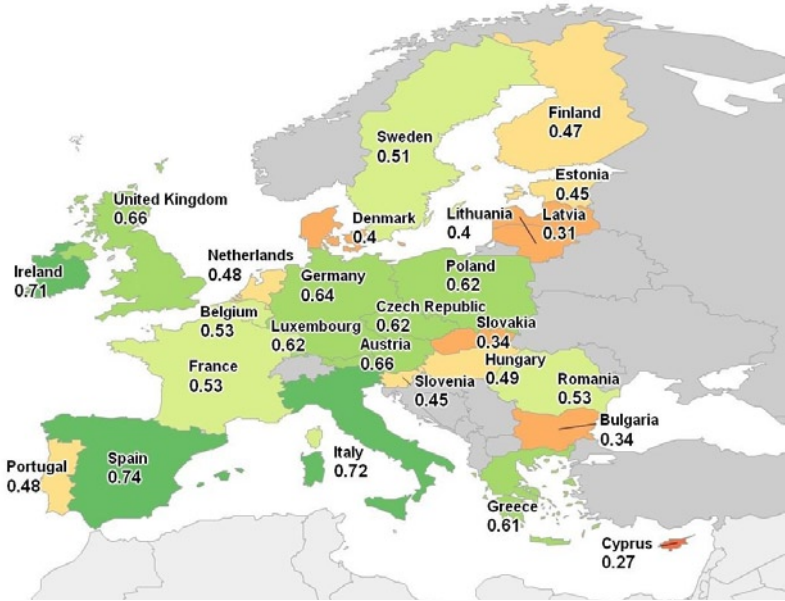 Finland
0.47
Sweden
0.51
Estonia
0.45
United Kingdom
0.66
Denmark
0.4
Lithuania
0.4
Latvia
0.31
Netherlands
0.48
Ireland
0.71
Germany
0.64
Poland
0.62
Belgium
0.53
Czech Republic
0.62
Luxembourg
0.62
Slovakia
0.34
Austria
0.66
France
0.53
Hungary
0.49
Slovenia
0.45
Romania
0.53
Bulgaria
0.34
Portugal
0.48
Spain
0.74
Italy
0.72
Greece
0.61
Cyprus
0.27